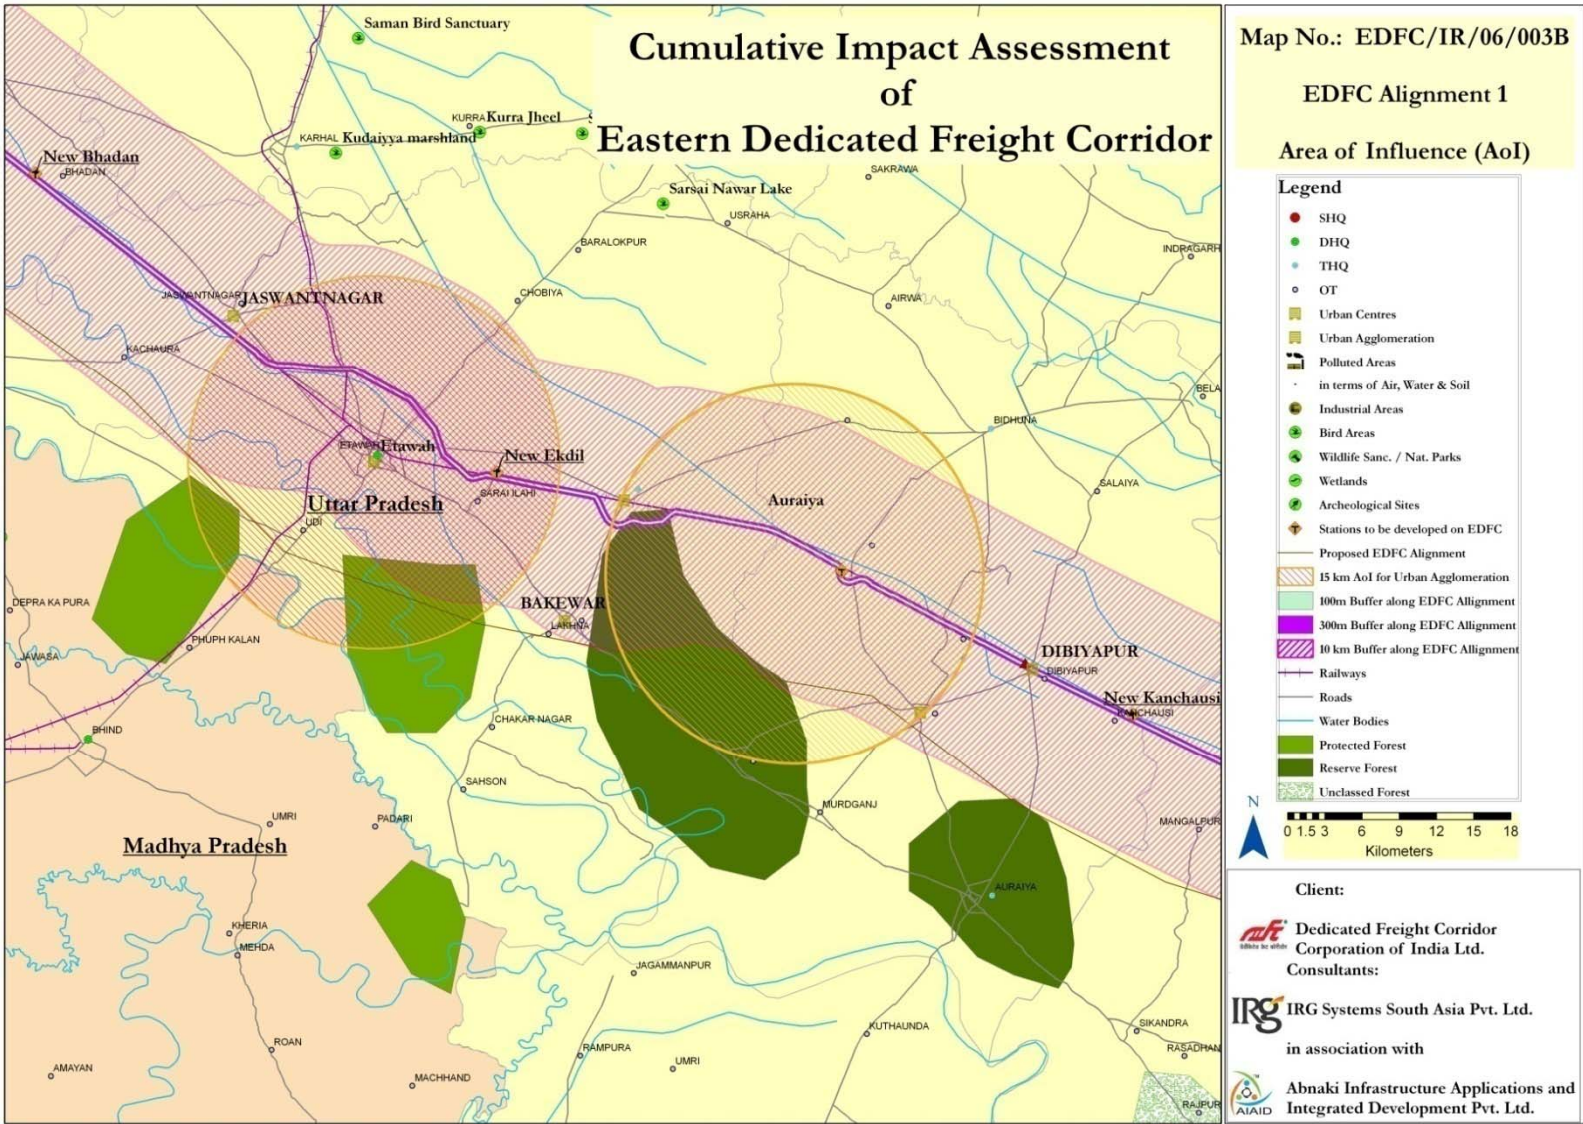 Cumulative Impact Assessment
of
Eastern Dedicated Freight Corridor
Saman Bird Sanctuary
KURRA
Kurra Jheel
KARHAL
Kudaiyya marshland
New Bhadan
BHADAN
SAKRAWA
Sarsai Nawar Lake
USRAHA
BARALOKPUR
INDRAGARH
JASWANTNAGAR
JASWANTNAGAR
CHOBIYA
AIRWA
KACHAURA
BELA
BIDHUNA
ETAWAH
Etawah
New Ekdil
SARAI ILAHI
SALAIYA
Auraiya
Uttar Pradesh
UDI
DEPRA KA PURA
BAKEWAR
LAKHNA
PHUPH KALAN
JAWASA
DIBIYAPUR
DIBIYAPUR
New Kanchausi
KANCHAUSI
CHAKAR NAGAR
BHIND
SAHSON
MURDGANJ
UMRI
PADARI
MANGALPUR
Madhya Pradesh
AURAIYA
KHERIA
MEHDA
JAGAMMANPUR
KUTHAUNDA
SIKANDRA
ROAN
RAMPURA
RASADHAN
UMRI
AMAYAN
MACHHAND
RAJPUR
Map No.: EDFC/IR/06/003B
EDFC Alignment 1
Area of Influence (AoI)
Legend
SHQ
DHQ
THQ
OT
Urban Centres
Urban Agglomeration
Polluted Areas
in terms of Air, Water & Soil
Industrial Areas
Bird Areas
Wildlife Sanc. / Nat. Parks
Wetlands
Archeological Sites
Stations to be developed on EDFC
Proposed EDFC Alignment
15 km AoI for Urban Agglomeration
100m Buffer along EDFC Allignment
300m Buffer along EDFC Allignment
10 km Buffer along EDFC Allignment
Railways
Roads
Water Bodies
Protected Forest
Reserve Forest
Unclassed Forest
N
0 1.5 3 6 9 12 15 18
Kilometers
Client:
Dedicated Freight Corridor
Corporation of India Ltd.
Consultants:
IRG
IRG Systems South Asia Pvt. Ltd.
in association with
Abnaki Infrastructure Applications and
AIAID
Integrated Development Pvt. Ltd.